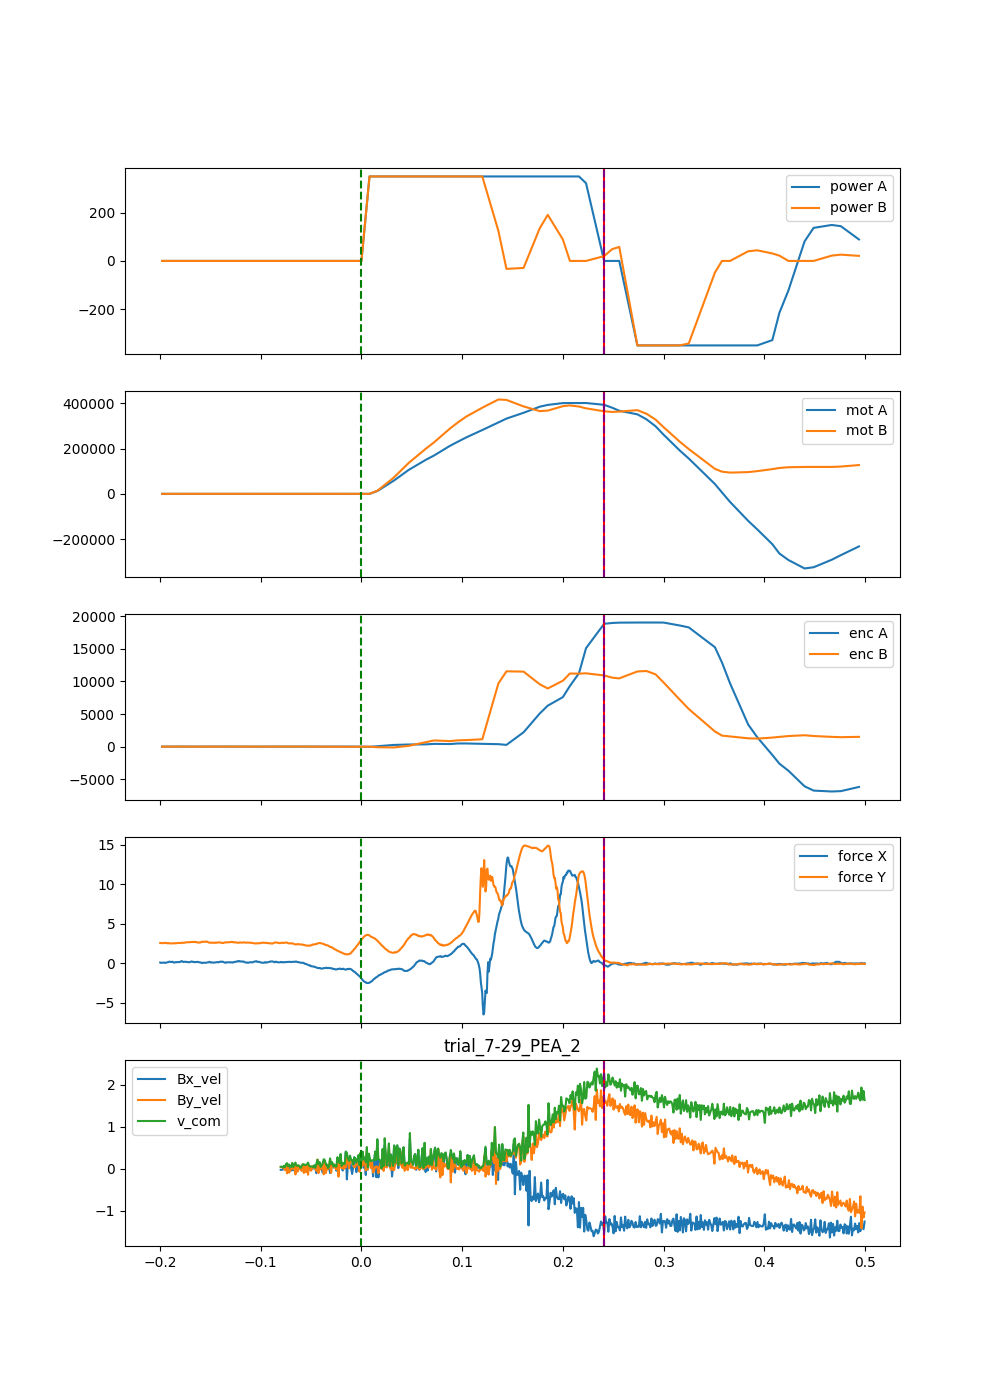 200
0
−200
power A
power B
400000
200000
0
−200000
mot A
mot B
20000
15000
10000
5000
0
−5000
enc A
enc B
15
10
5
0
−5
force X
force Y
trial_7-29_PEA_2
2
1
0
−1
Bx_vel
By_vel
v_com
−0.2 −0.1 0.0 0.1 0.2 0.3 0.4 0.5